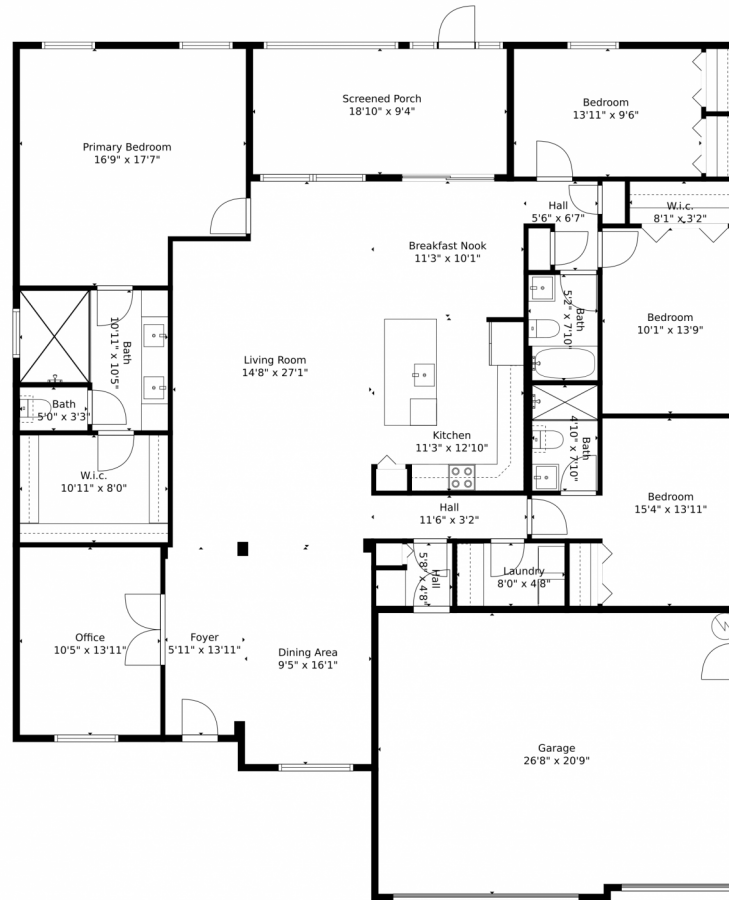 Screened Porch
18'10" x 9'4"
Bedroom
13'11" x 9'6"
Primary Bedroom
16'9" x 17'7"
Hall
5'6" x 6'7"
W.i.c.
8'1" x 3'2"
Breakfast Nook
11'3" x 10'1"
Bath
5'2" x 7'10"
Bedroom
10'1" x 13'9"
Bath
10'11" x 10'5"
Living Room
14'8" x 27'1"
Bath
5'0" x 3'3"
Kitchen
11'3" x 12'10"
Bath
4'10" x 7'10"
W.i.c.
10'11" x 8'0"
Bedroom
15'4" x 13'11"
Hall
11'6" x 3'2"
Hall
5'8" x 4'8"
Laundry
8'0" x 4'8"
Office
10'5" x 13'11"
Foyer
5'11" x 13'11"
Dining Area
9'5" x 16'1"
Garage
26'8" x 20'9"